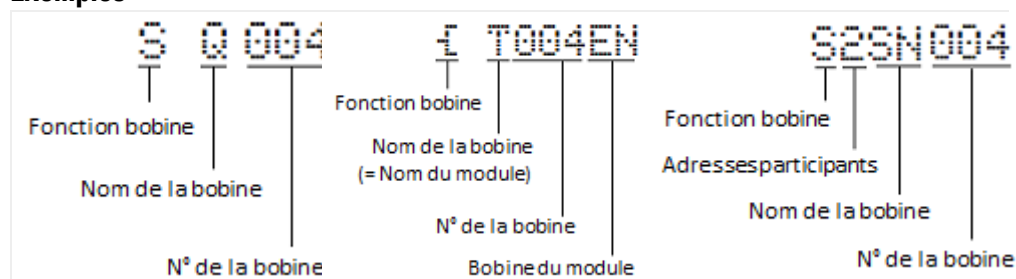 Exemples
S Q 004
Fonction bobine
Nom de la bobine
N° de la bobine
{ T004EN
Fonction bobine
Nom de la bobine
(= Nom du module)
N° de la bobine
Bobine du module
S2SN004
Fonction bobine
Adressesparticipants
Nom de la bobine
N° de la bobine